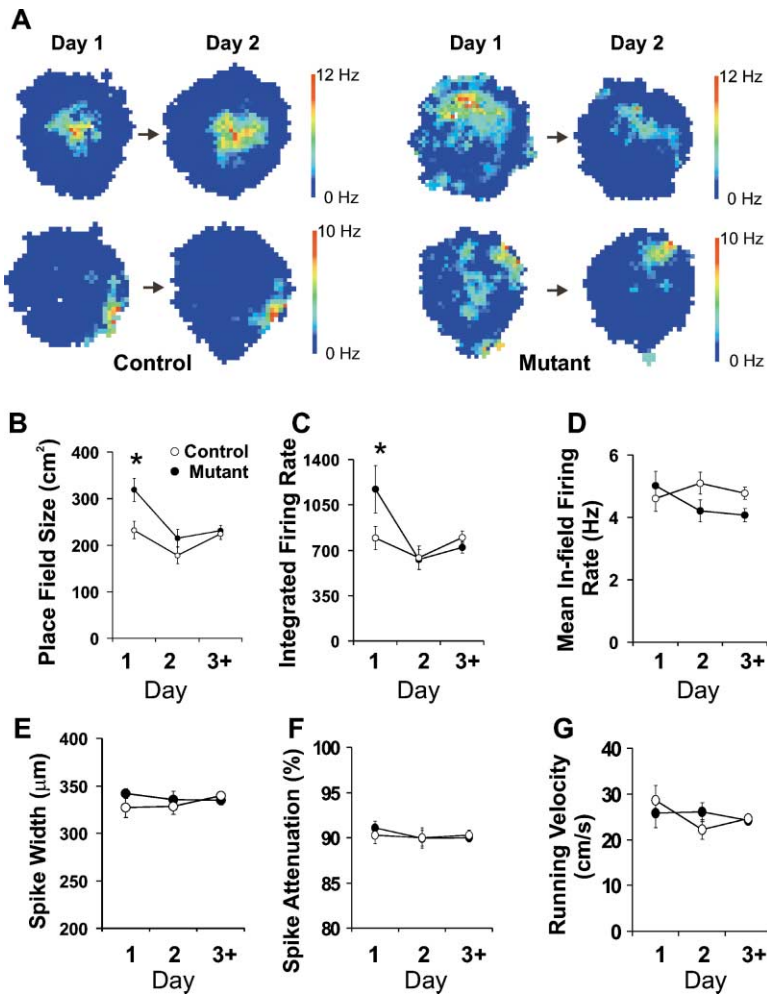 A
Day 1 Day 2 Day 1 Day 2
12 Hz 12 Hz
0 Hz 0 Hz
10 Hz 10 Hz
0 Hz 0 Hz
Control Mutant
B
Place Field Size (cm²)
400
300
200
100
0
*
Control
Mutant
1 2 3+
Day
C
Integrated Firing Rate
1400
1050
700
350
0
*
1 2 3+
Day
D
Mean In-field Firing
Rate (Hz)
6
4
2
0
1 2 3+
Day
E
Spike Width (μm)
400
350
300
250
200
1 2 3+
Day
F
Spike Attenuation (%)
100
95
90
85
80
1 2 3+
Day
G
Running Velocity
(cm/s)
40
30
20
10
0
1 2 3+
Day